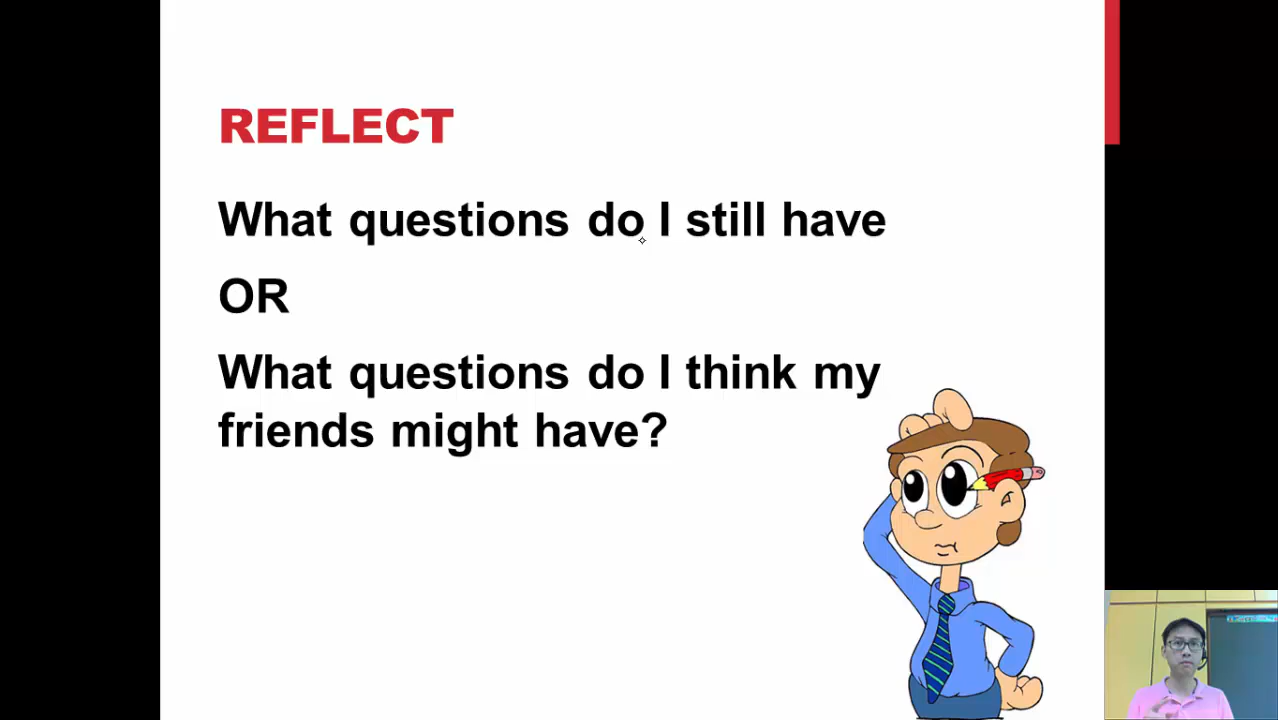 REFLECT
What questions do I still have
OR
What questions do I think my
friends might have?